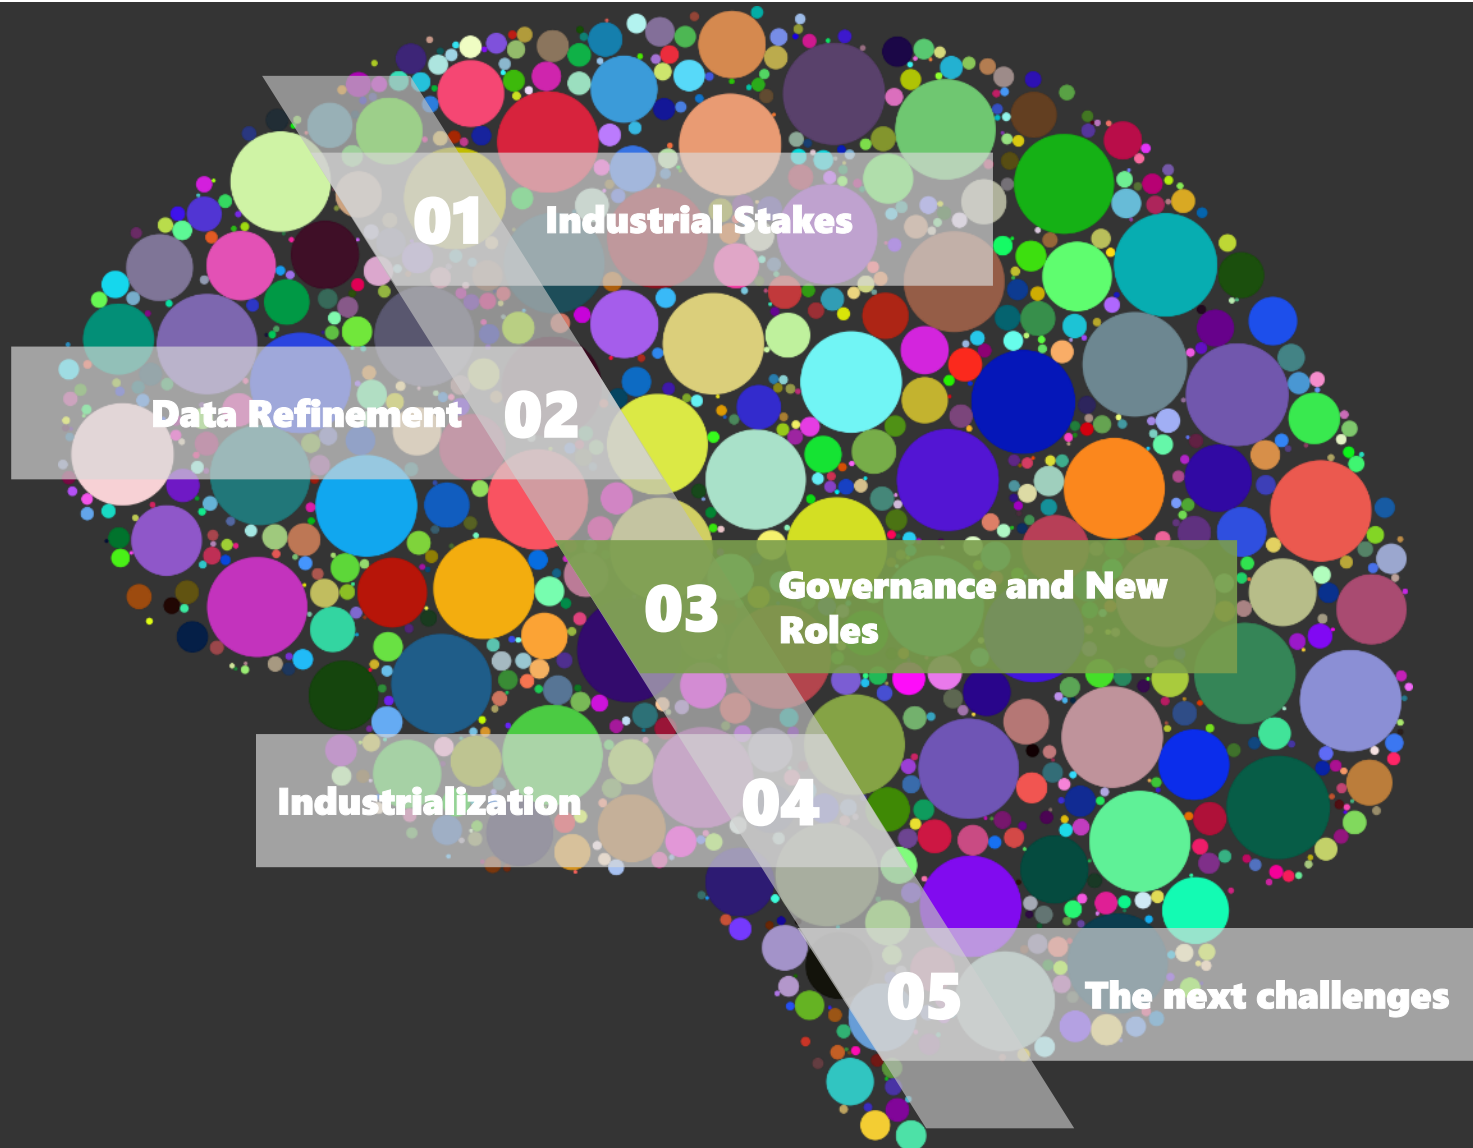 01
Industrial Stakes
Data Refinement
02
03
Governance and New
Roles
Industrialization
04
05
The next challenges